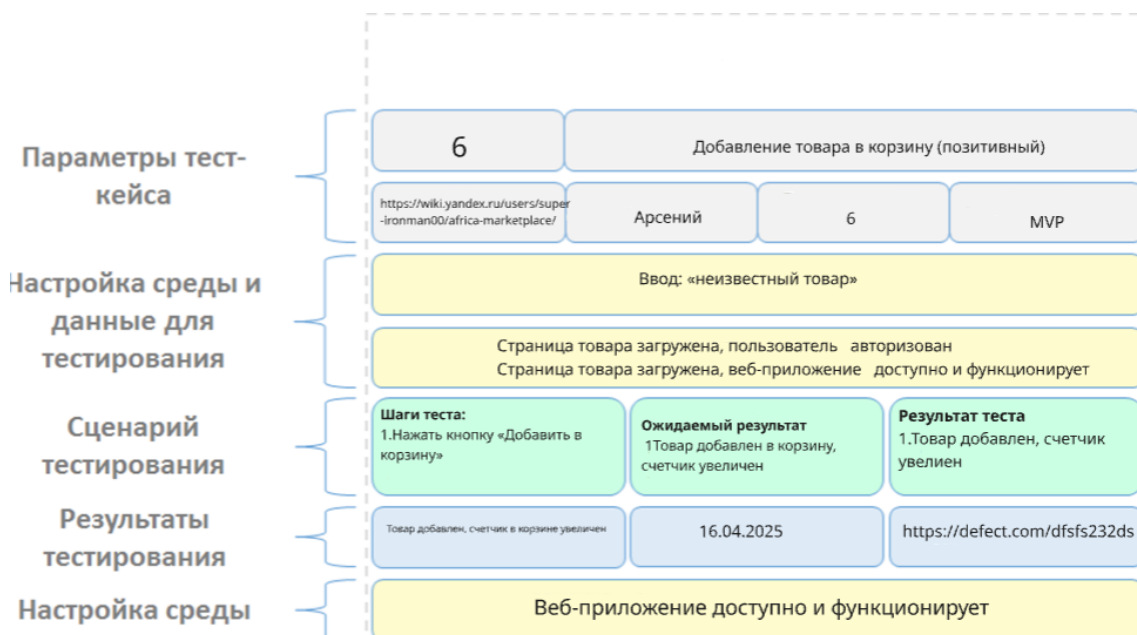 Параметры тест-
кейса
6
Добавление товара в корзину (позитивный)
https://wiki.yandex.ru/users/super
-ironman00/africa-marketplace/
Арсений
6
MVP
Настройка среды и
данные для
тестирования
Ввод: «неизвестный товар»
Страница товара загружена, пользователь авторизован
Страница товара загружена, веб-приложение доступно и функционирует
Сценарий
тестирования
Шаги теста:
1.Нажать кнопку «Добавить в
корзину»
Ожидаемый результат
1Товар добавлен в корзину,
счетчик увеличен
Результат теста
1.Товар добавлен, счетчик
увелиен
Результаты
тестирования
Товар добавлен, счетчик в корзине увеличен
16.04.2025
https://defect.com/dfsfs232ds
Настройка среды
Веб-приложение доступно и функционирует